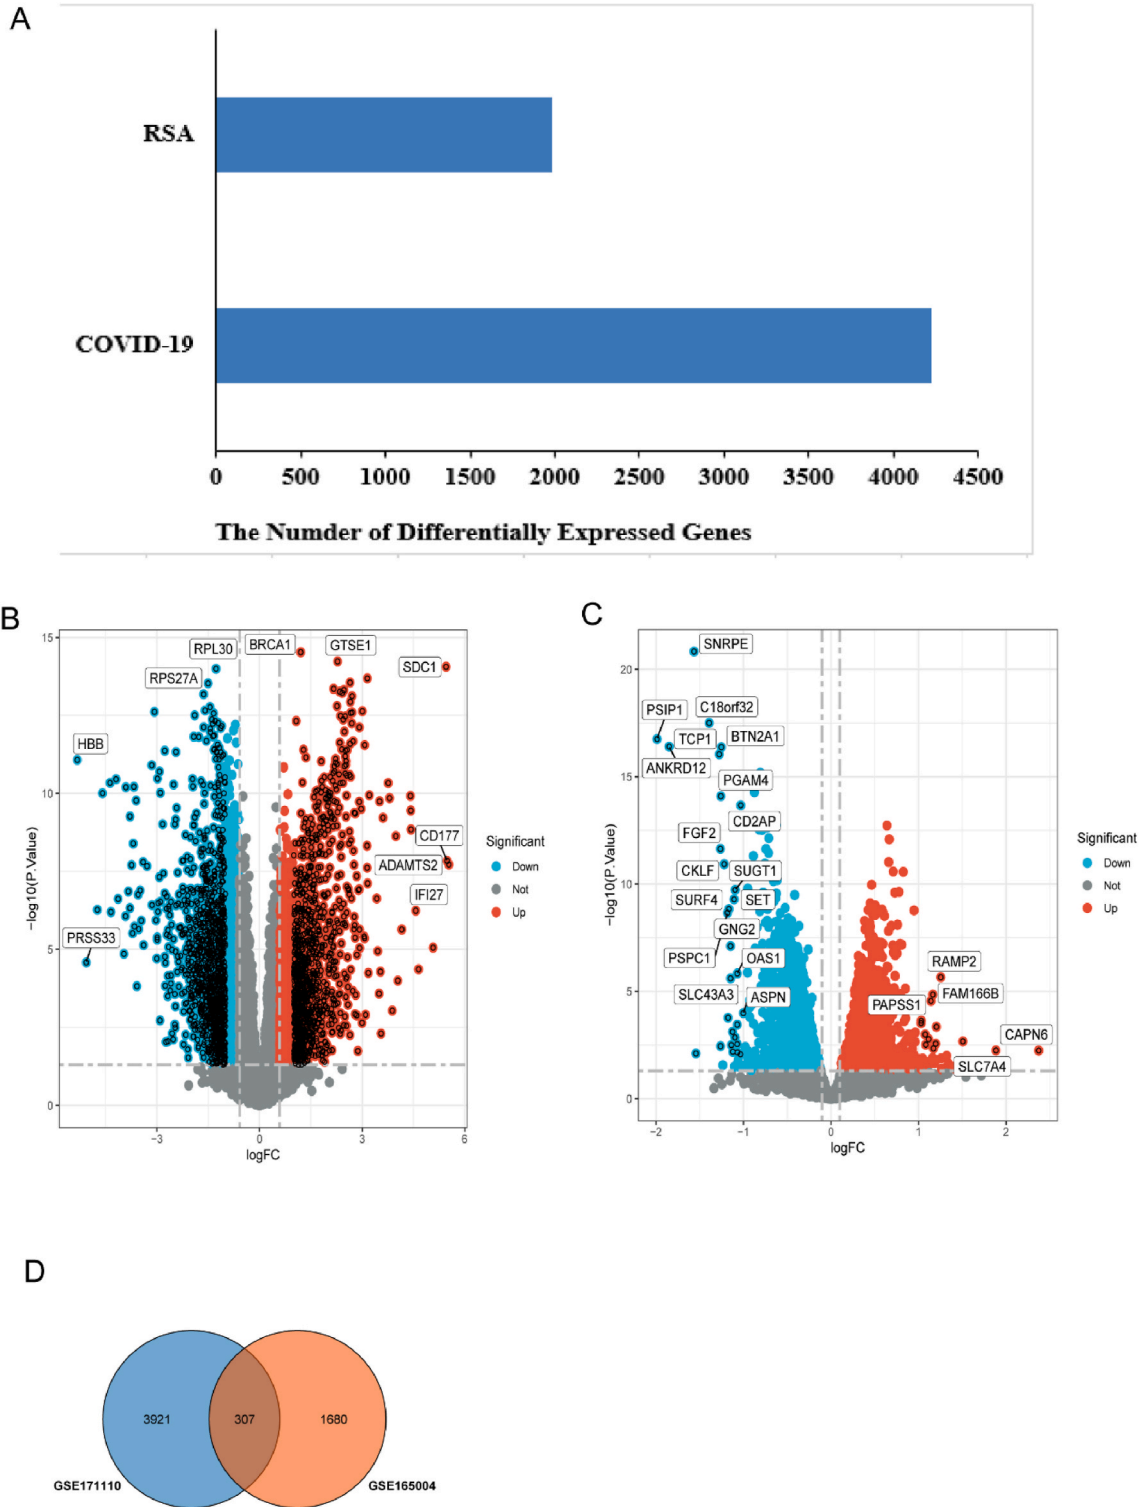 A
RSA
COVID-19
0 500 1000 1500 2000 2500 3000 3500 4000 4500
The Numder of Differentially Expressed Genes
B
15
10
5
0
-log10(P.Value)
RPL30
BRCA1
GTSE1
SDC1
RPS27A
HBB
CD177
ADAMTS2
IFI27
PRSS33
−3 0 3 6
logFC
Significant
Down
Not
Up
C
20
15
10
5
0
-log10(P.Value)
SNRPE
PSIP1
C18orf32
TCP1
BTN2A1
ANKRD12
PGAM4
FGF2
CD2AP
CKLF
SUGT1
SURF4
SET
GNG2
PSPC1
OAS1
SLC43A3
ASPN
RAMP2
FAM166B
PAPSS1
CAPN6
SLC7A4
−2 −1 0 1 2
logFC
Significant
Down
Not
Up
D
3921 307 1680
GSE171110 GSE165004